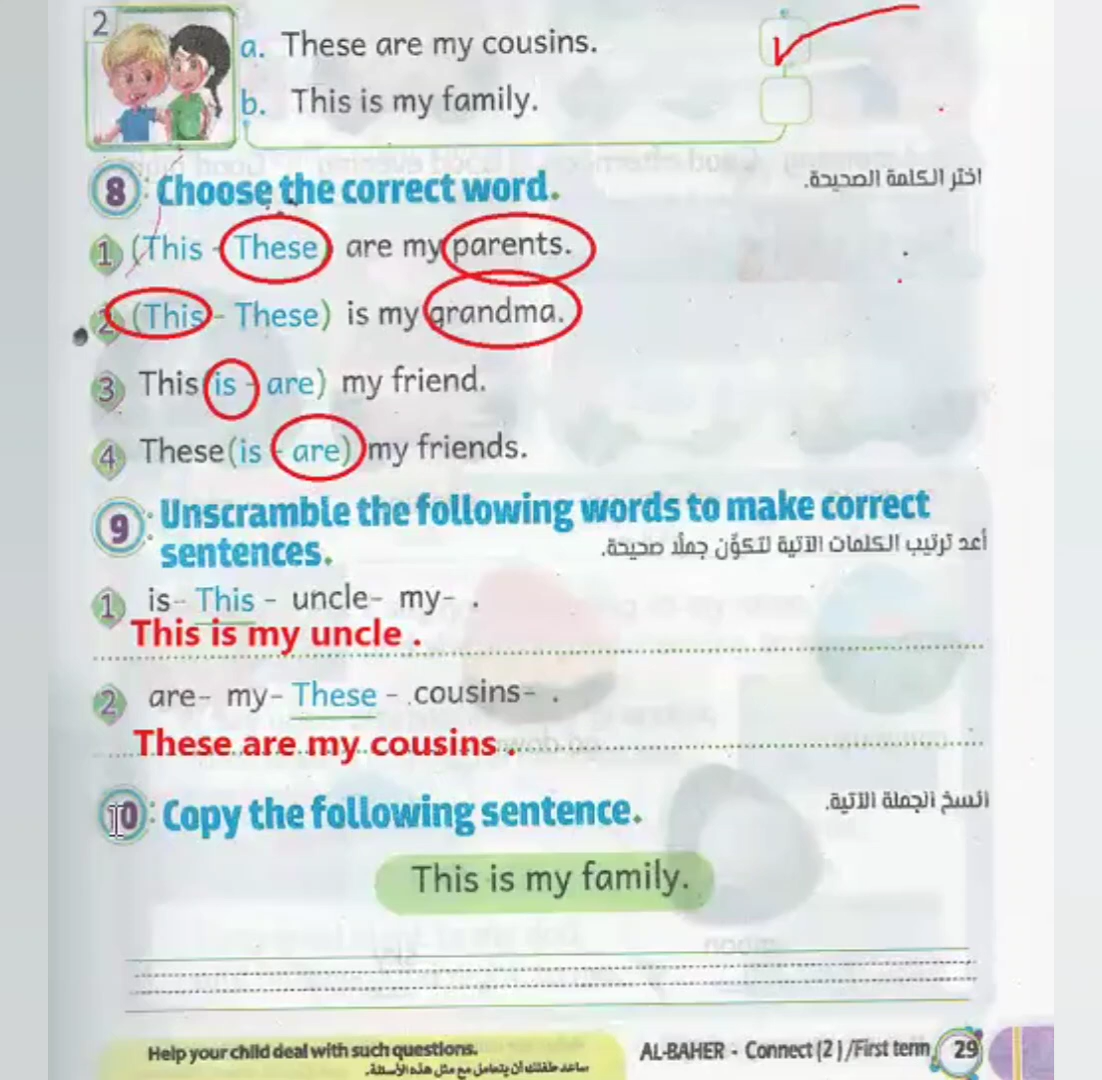 2
a. These are my cousins.
b. This is my family.
8 Choose the correct word.
اختر الكلمة الصحيحة.
1 (This - These) are my parents.
2 (This - These) is my grandma.
3 This (is - are) my friend.
4 These (is - are) my friends.
9 Unscramble the following words to make correct
sentences.
أعد ترتيب الكلمات الآتية لتكوِّن جملًا صحيحة.
1 is- This - uncle- my- .
This is my uncle .
2 are- my- These - cousins- .
These are my cousins .
10 Copy the following sentence.
انسخ الجملة الآتية.
This is my family.
Help your child deal with such questions.
ساعد طفلك أن يتعامل مع مثل هذه الأسئلة.
AL-BAHER - Connect (2) /First term 29